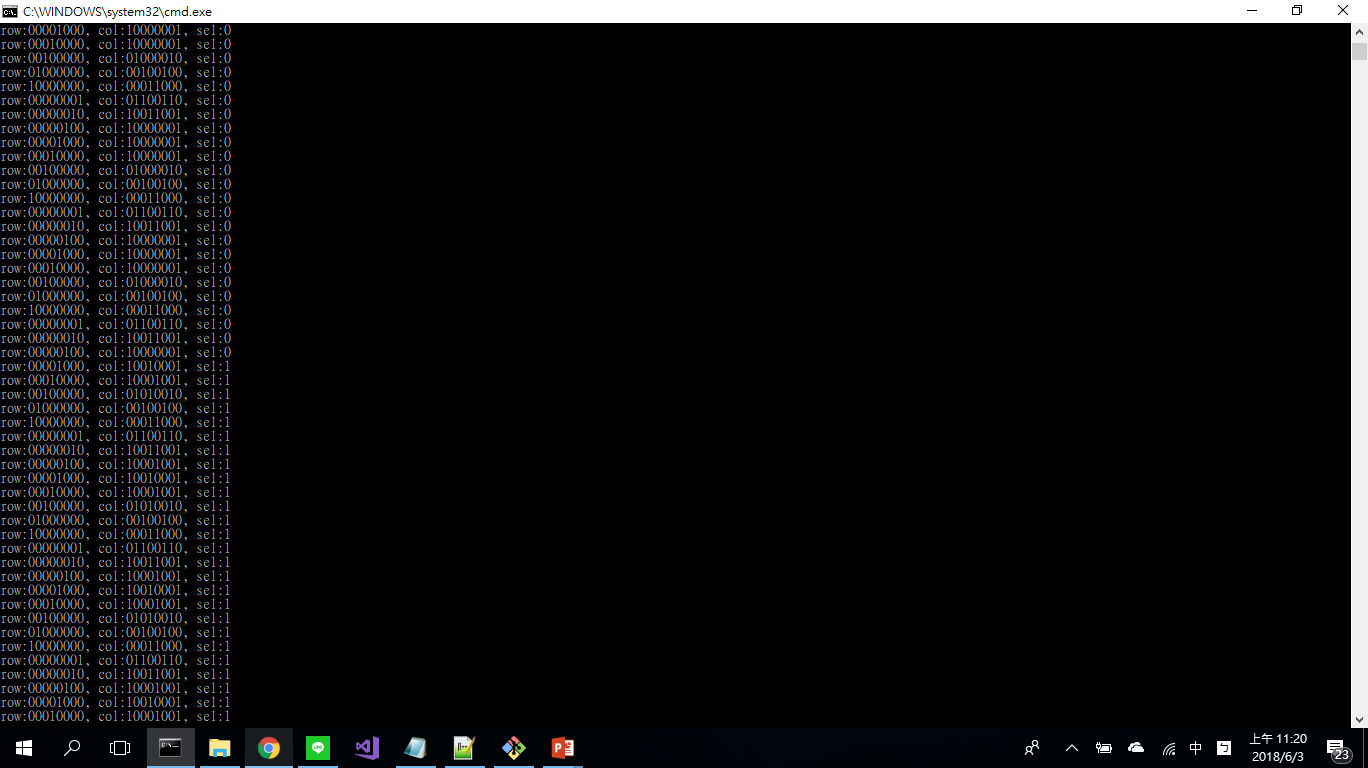 C:\WINDOWS\system32\cmd.exe
row:00001000, col:10000001, sel:0
row:00010000, col:10000001, sel:0
row:00100000, col:01000010, sel:0
row:01000000, col:00100100, sel:0
row:10000000, col:00011000, sel:0
row:00000001, col:01100110, sel:0
row:00000010, col:10011001, sel:0
row:00000100, col:10000001, sel:0
row:00001000, col:10000001, sel:0
row:00010000, col:10000001, sel:0
row:00100000, col:01000010, sel:0
row:01000000, col:00100100, sel:0
row:10000000, col:00011000, sel:0
row:00000001, col:01100110, sel:0
row:00000010, col:10011001, sel:0
row:00000100, col:10000001, sel:0
row:00001000, col:10000001, sel:0
row:00010000, col:10000001, sel:0
row:00100000, col:01000010, sel:0
row:01000000, col:00100100, sel:0
row:10000000, col:00011000, sel:0
row:00000001, col:01100110, sel:0
row:00000010, col:10011001, sel:0
row:00000100, col:10000001, sel:0
row:00001000, col:10010001, sel:1
row:00010000, col:10001001, sel:1
row:00100000, col:01010010, sel:1
row:01000000, col:00100100, sel:1
row:10000000, col:00011000, sel:1
row:00000001, col:01100110, sel:1
row:00000010, col:10011001, sel:1
row:00000100, col:10001001, sel:1
row:00001000, col:10010001, sel:1
row:00010000, col:10001001, sel:1
row:00100000, col:01010010, sel:1
row:01000000, col:00100100, sel:1
row:10000000, col:00011000, sel:1
row:00000001, col:01100110, sel:1
row:00000010, col:10011001, sel:1
row:00000100, col:10001001, sel:1
row:00001000, col:10010001, sel:1
row:00010000, col:10001001, sel:1
row:00100000, col:01010010, sel:1
row:01000000, col:00100100, sel:1
row:10000000, col:00011000, sel:1
row:00000001, col:01100110, sel:1
row:00000010, col:10011001, sel:1
row:00000100, col:10001001, sel:1
row:00001000, col:10010001, sel:1
row:00010000, col:10001001, sel:1
中
上午 11:20
2018/6/3
23